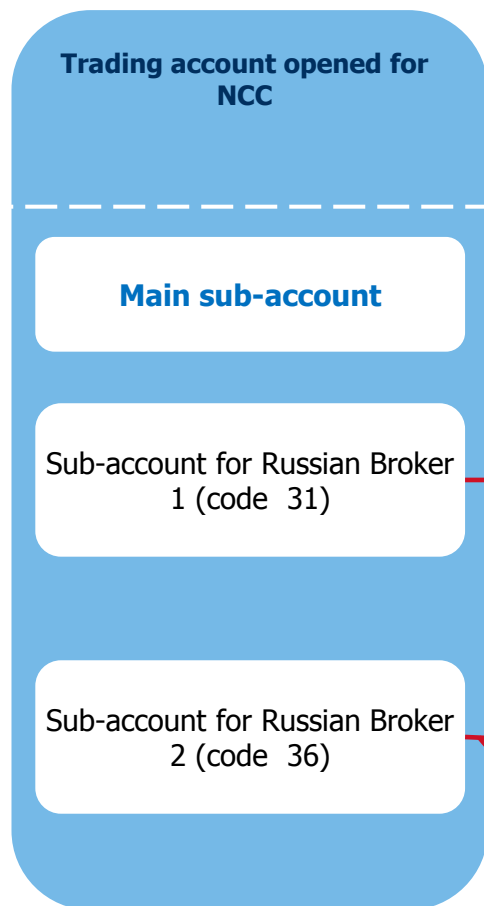 Trading account opened for
NCC
Main sub-account
Sub-account for Russian Broker
1 (code  31)
Sub-account for Russian Broker
2 (code  36)